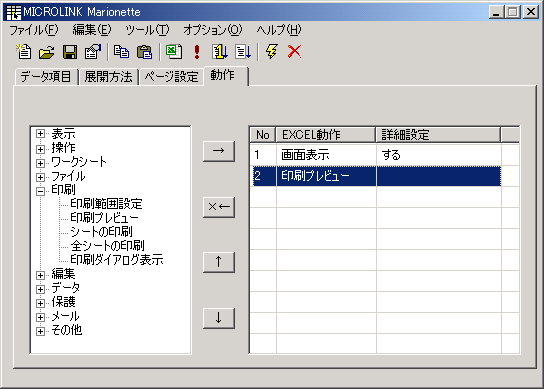 MICROLINK Marionette
ファイル(F) 編集(E) ツール(T) オプション(O) ヘルプ(H)
データ項目 展開方法 ページ設定 動作
表示
操作
ワークシート
ファイル
印刷
印刷範囲設定
印刷プレビュー
シートの印刷
全シートの印刷
印刷ダイアログ表示
編集
データ
保護
メール
その他
→
×←
↑
↓
No EXCEL動作 詳細設定
1 画面表示 する
2 印刷プレビュー